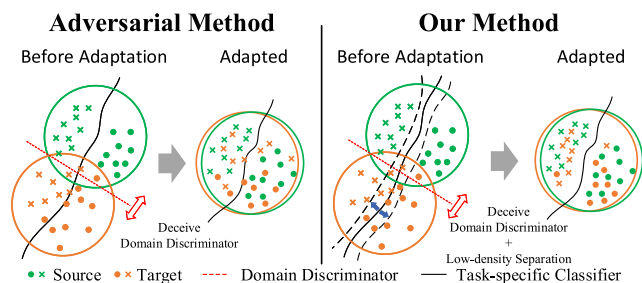 Adversarial Method
Before Adaptation
Adapted
Deceive
Domain Discriminator
Our Method
Before Adaptation
Adapted
Deceive
Domain Discriminator
+
Low-density Separation
Source
Target
Domain Discriminator
Task-specific Classifier